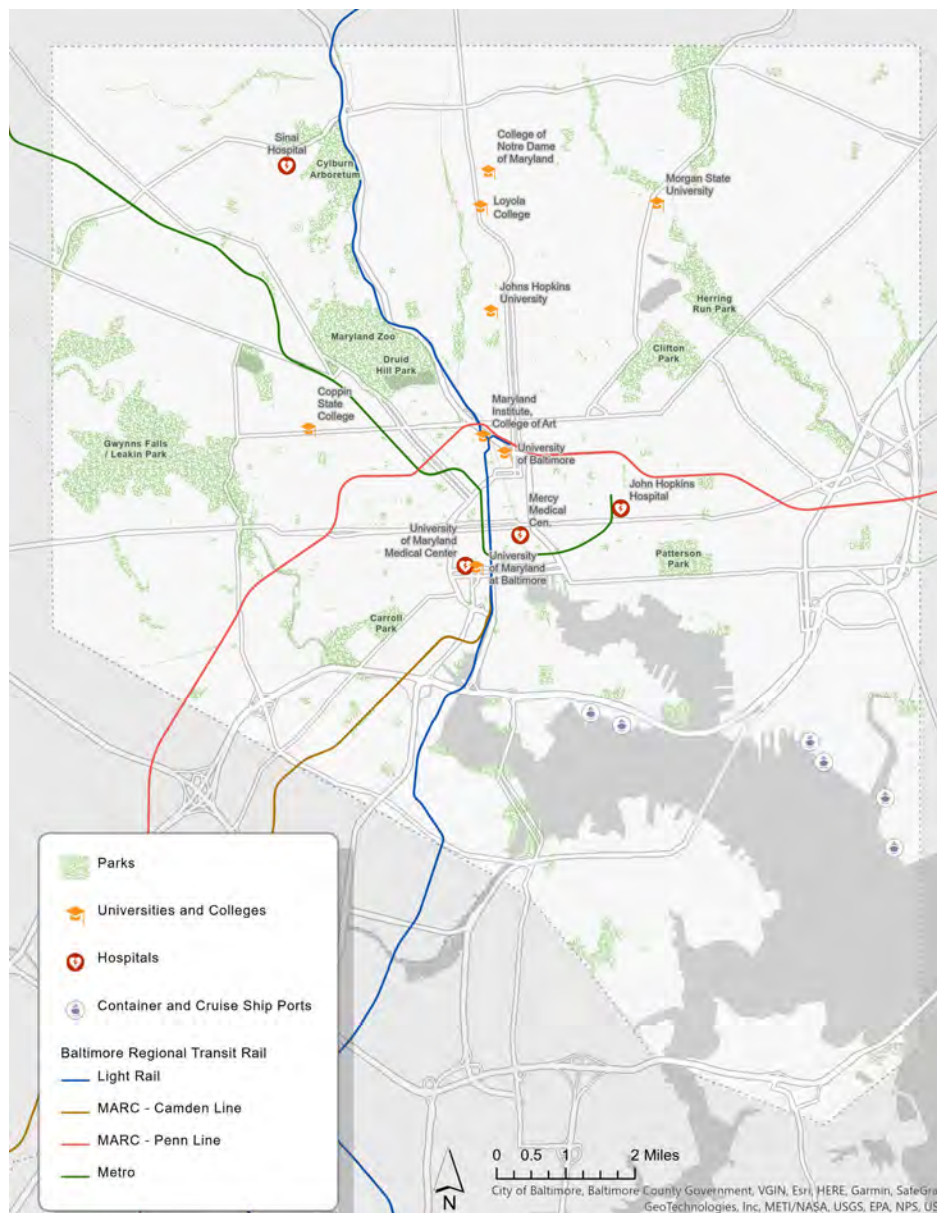 Sinai
Hospital
Cylburn
Arboretum
College of
Notre Dame
of Maryland
Loyola
College
Morgan State
University
Johns Hopkins
University
Herring
Run Park
Maryland Zoo
Druid
Hill Park
Clifton
Park
Coppin
State
College
Maryland
Institute,
College of Art
Gwynns Falls
/ Leakin Park
University
of Baltimore
John Hopkins
Hospital
Mercy
Medical
Cen.
University
of Maryland
Medical Center
University
of Maryland
at Baltimore
Patterson
Park
Carroll
Park
Parks
Universities and Colleges
Hospitals
Container and Cruise Ship Ports
Baltimore Regional Transit Rail
Light Rail
MARC - Camden Line
MARC - Penn Line
Metro
N
0 0.5 1 2 Miles
City of Baltimore, Baltimore County Government, VGIN, Esri, HERE, Garmin, SafeGra
GeoTechnologies, Inc, METI/NASA, USGS, EPA, NPS, US